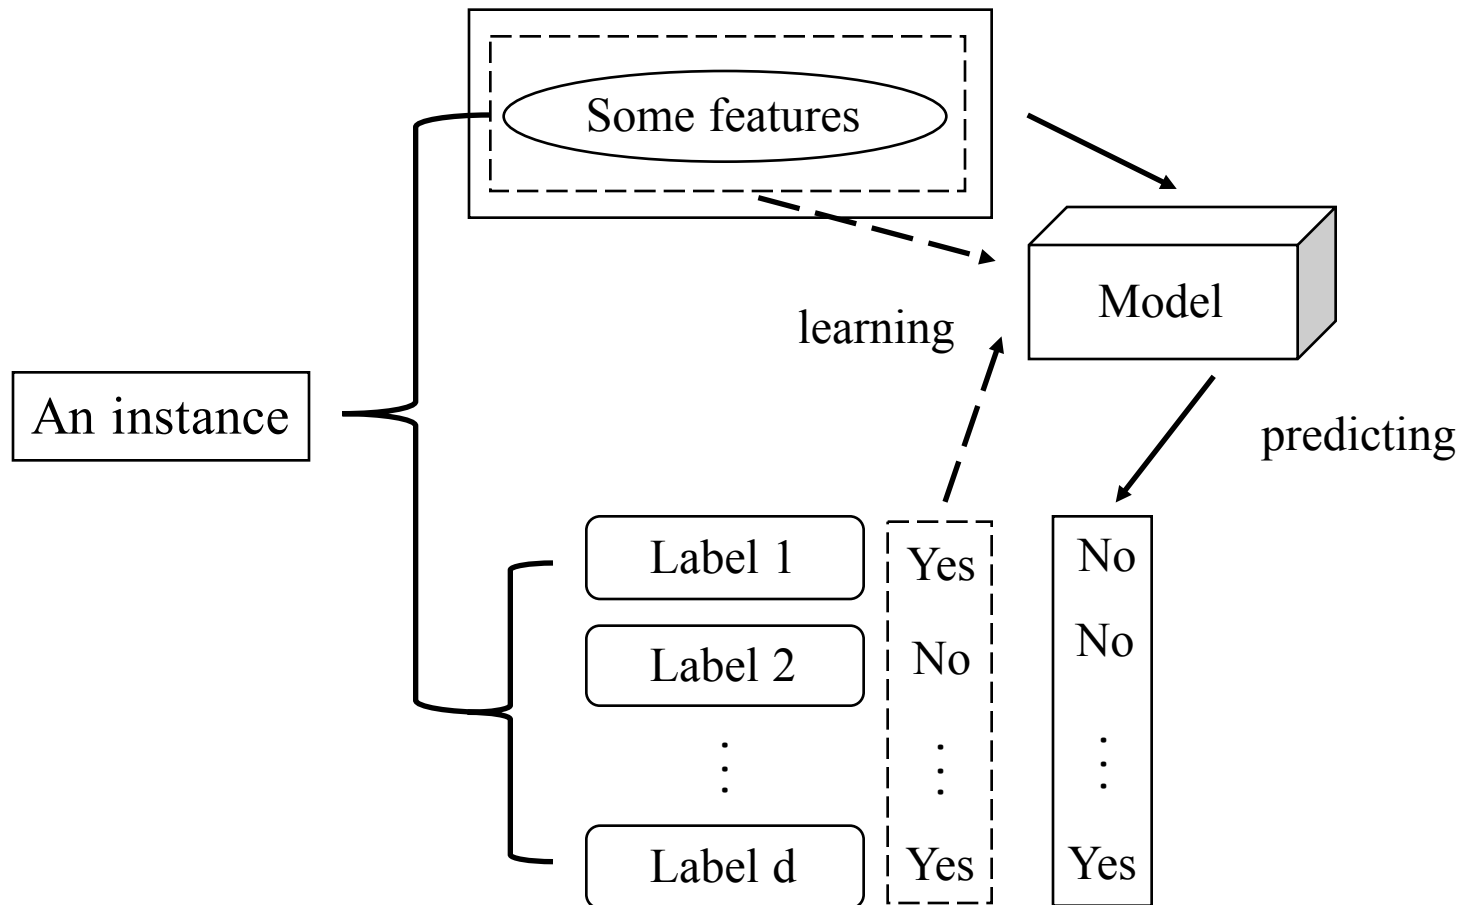 Some features
Model
learning
An instance
predicting
Label 1 Yes No
Label 2 No No
⋮ ⋮ ⋮
Label d Yes Yes